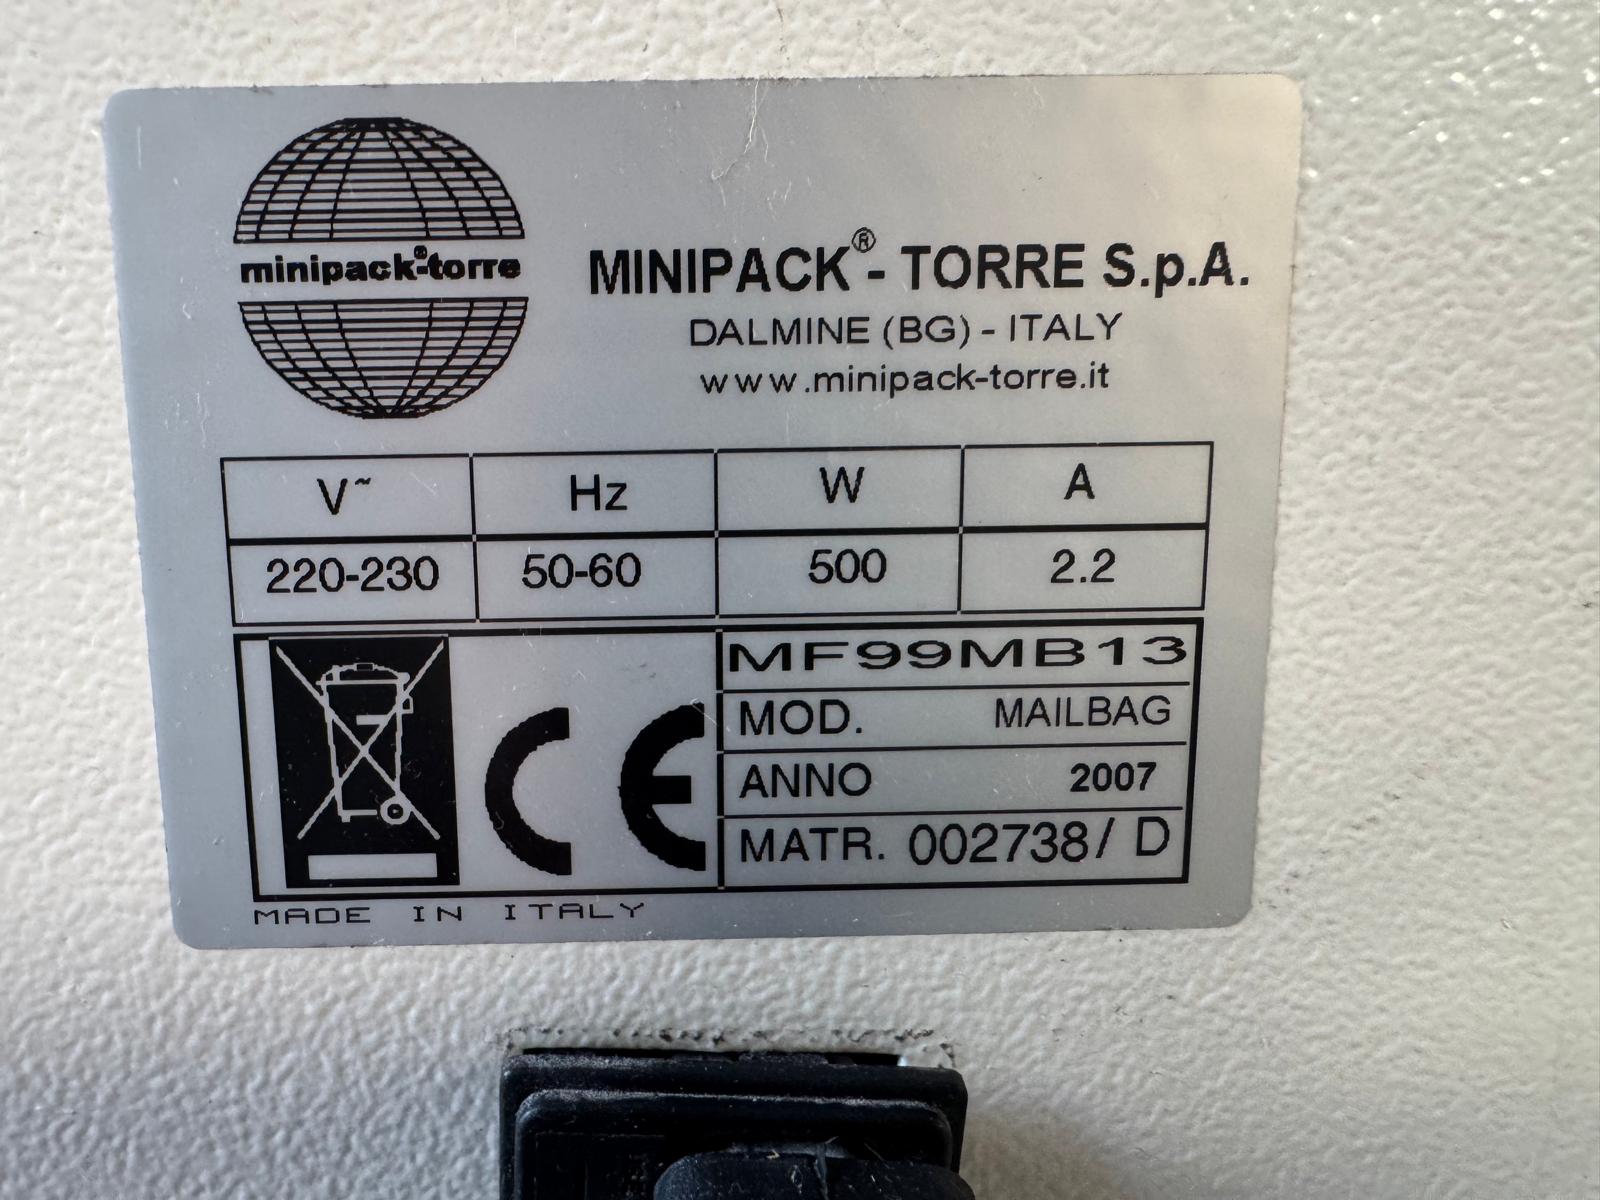 minipack®-torre
MINIPACK® - TORRE S.p.A.
DALMINE (BG) - ITALY
www.minipack-torre.it
V~ Hz W A
220-230 50-60 500 2.2
MF99MB13
MOD. MAILBAG
ANNO 2007
MATR. 002738/ D
CE
MADE IN ITALY